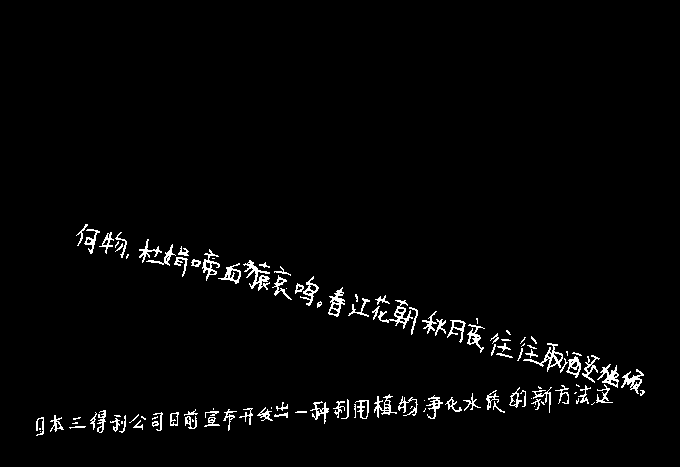 何物,杜娟啼血猿哀鸣。春江花朝秋月夜,往往取酒还独倾。
日本三得利公司日前宣布开发出一种利用植物净化水质的新方法这